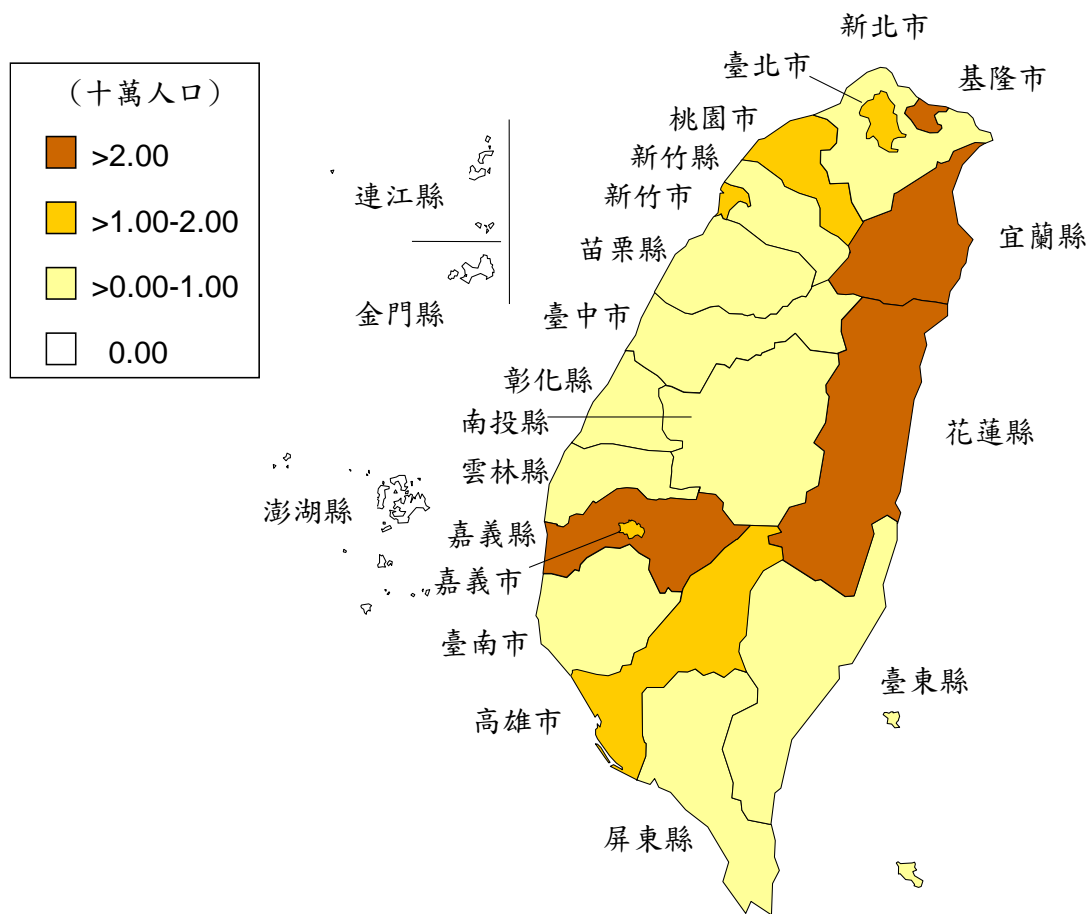 (十萬人口)
>2.00
>1.00-2.00
>0.00-1.00
0.00
新北市
臺北市
基隆市
桃園市
新竹縣
新竹市
連江縣
宜蘭縣
苗栗縣
金門縣
臺中市
彰化縣
南投縣
花蓮縣
雲林縣
澎湖縣
嘉義縣
嘉義市
臺南市
臺東縣
高雄市
屏東縣